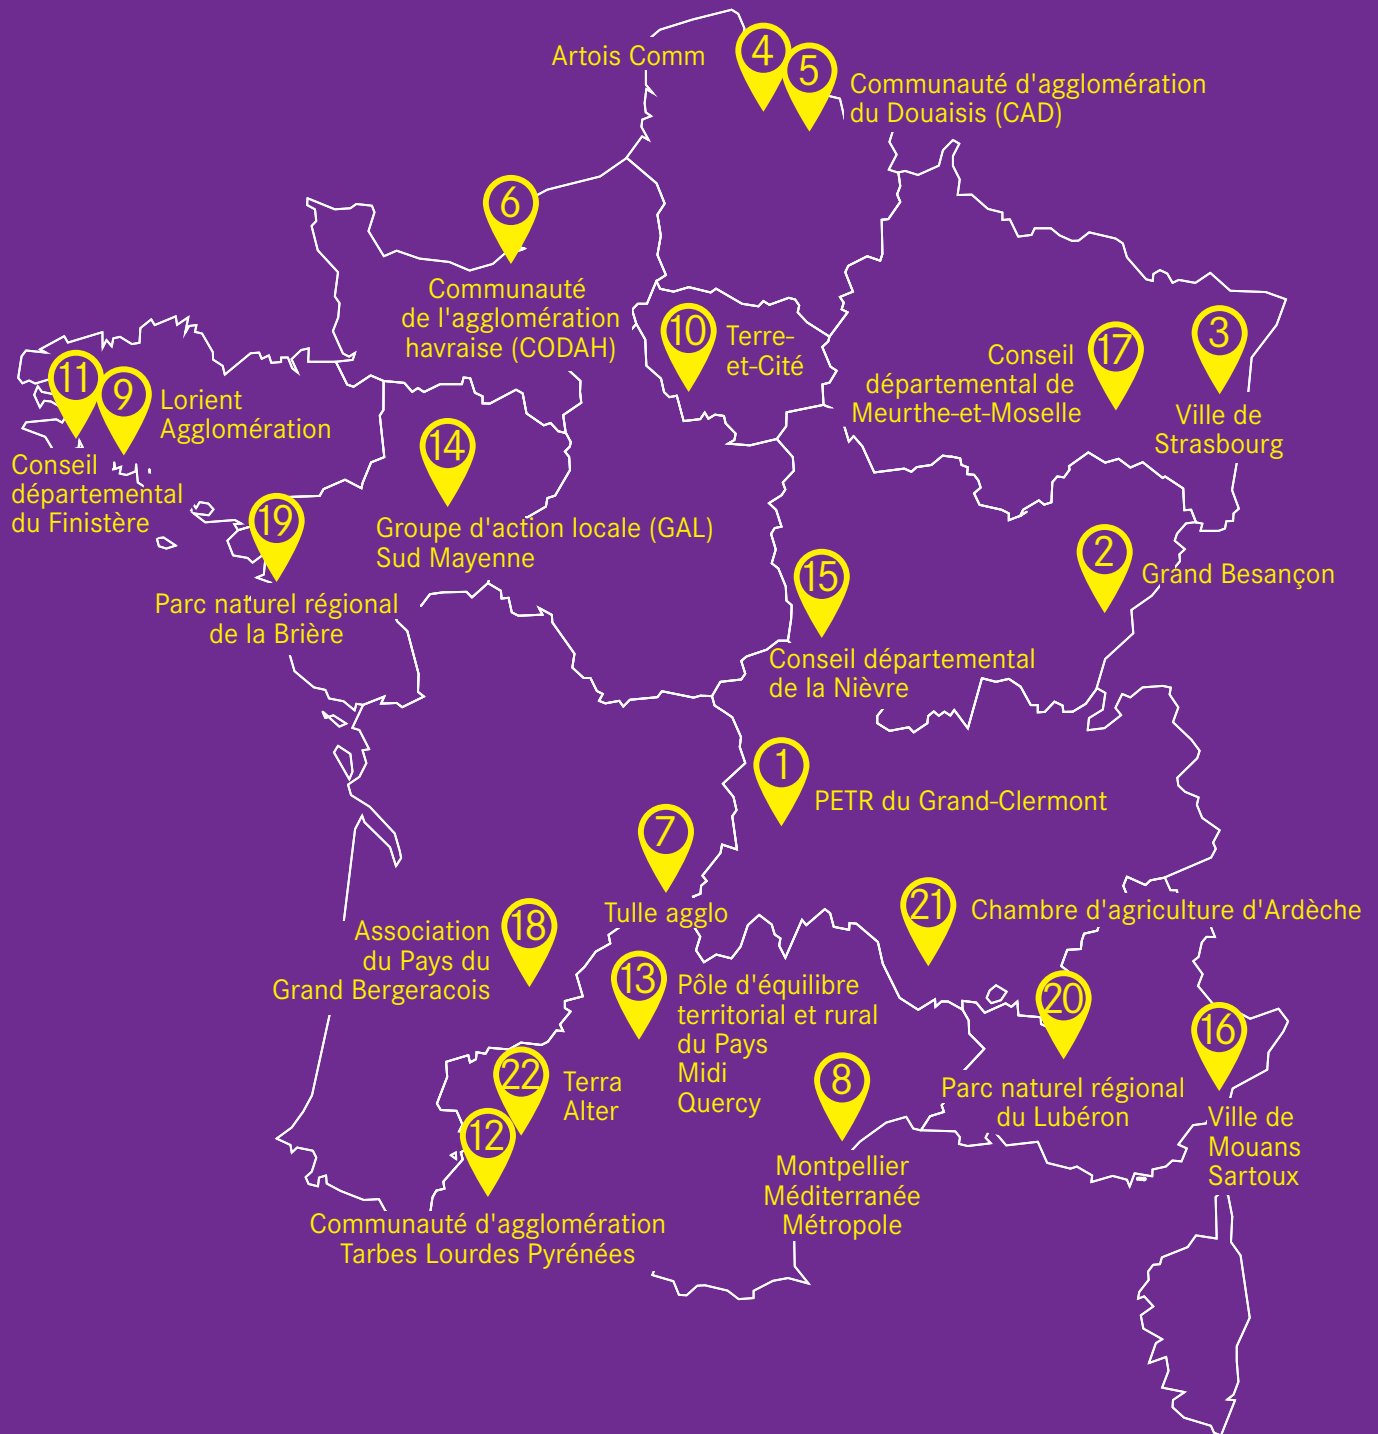 4
Artois Comm
5
Communauté d'agglomération
du Douaisis (CAD)
6
Communauté
de l'agglomération
havraise (CODAH)
10
Terre-
et-Cité
17
Conseil
départemental de
Meurthe-et-Moselle
3
Ville de
Strasbourg
11
Conseil
départemental
du Finistère
9
Lorient
Agglomération
14
Groupe d'action locale (GAL)
Sud Mayenne
19
Parc naturel régional
de la Brière
15
Conseil départemental
de la Nièvre
2
Grand Besançon
1
PETR du Grand-Clermont
7
Tulle agglo
18
Association
du Pays du
Grand Bergeracois
21
Chambre d'agriculture d'Ardèche
13
Pôle d'équilibre
territorial et rural
du Pays
Midi
Quercy
20
Parc naturel régional
du Lubéron
16
Ville de
Mouans
Sartoux
22
Terra
Alter
8
Montpellier
Méditerranée
Métropole
12
Communauté d'agglomération
Tarbes Lourdes Pyrénées